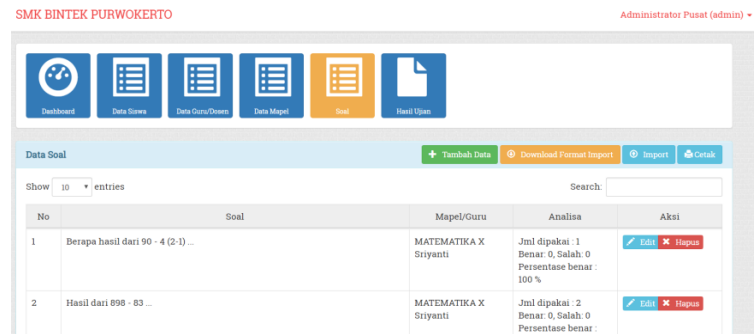 SMK BINTEK PURWOKERTO
Administrator Pusat (admin)
Dashboard
Data Siswa
Data Guru/Dosen
Data Mapel
Soal
Hasil Ujian
Data Soal
Tambah Data
Download Format Import
Import
Cetak
Show 10 entries
Search:
No Soal Mapel/Guru Analisa Aksi
1 Berapa hasil dari 90 - 4 (2-1) ... MATEMATIKA X Jml dipakai : 1 Edit Hapus
Sriyanti Benar: 0, Salah: 0
Persentase benar :
100 %
2 Hasil dari 898 - 83 ... MATEMATIKA X Jml dipakai : 2 Edit Hapus
Sriyanti Benar: 0, Salah: 0
Persentase benar :